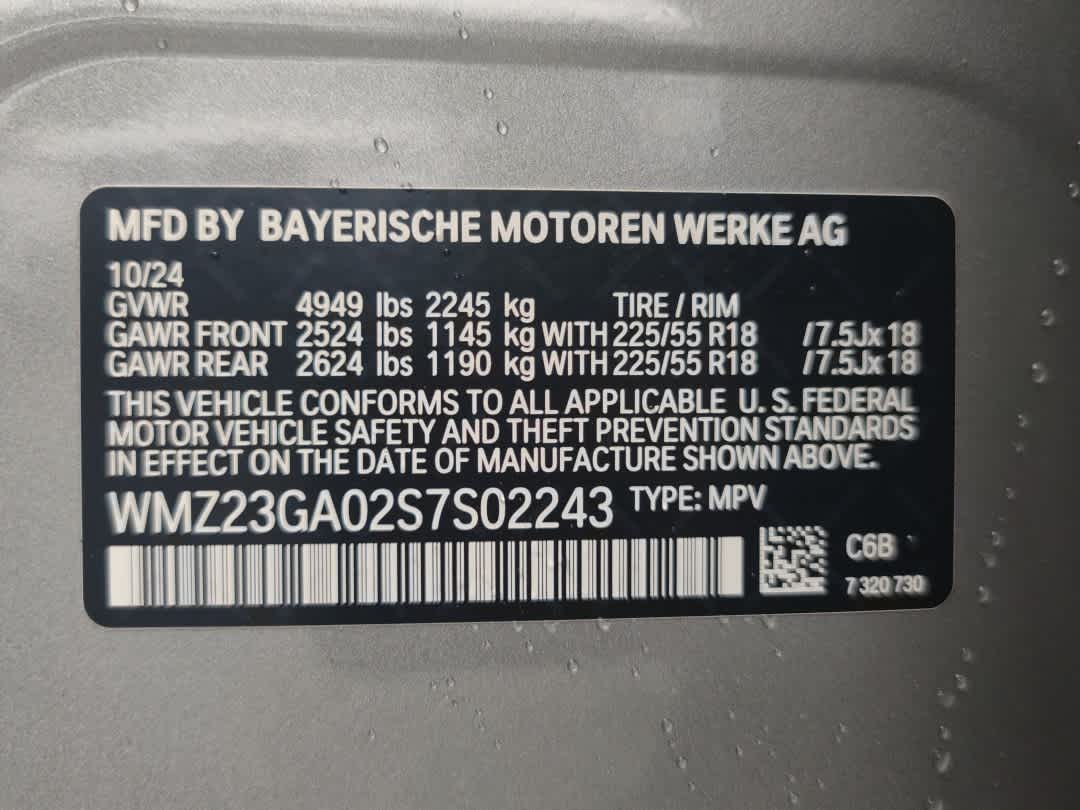 MFD BY BAYERISCHE MOTOREN WERKE AG
10/24
GVWR 4949 lbs 2245 kg TIRE / RIM
GAWR FRONT 2524 lbs 1145 kg WITH 225/55 R18 /7.5Jx18
GAWR REAR 2624 lbs 1190 kg WITH 225/55 R18 /7.5Jx18
THIS VEHICLE CONFORMS TO ALL APPLICABLE U. S. FEDERAL
MOTOR VEHICLE SAFETY AND THEFT PREVENTION STANDARDS
IN EFFECT ON THE DATE OF MANUFACTURE SHOWN ABOVE.
WMZ23GA02S7S02243 TYPE: MPV
C6B
7 320 730